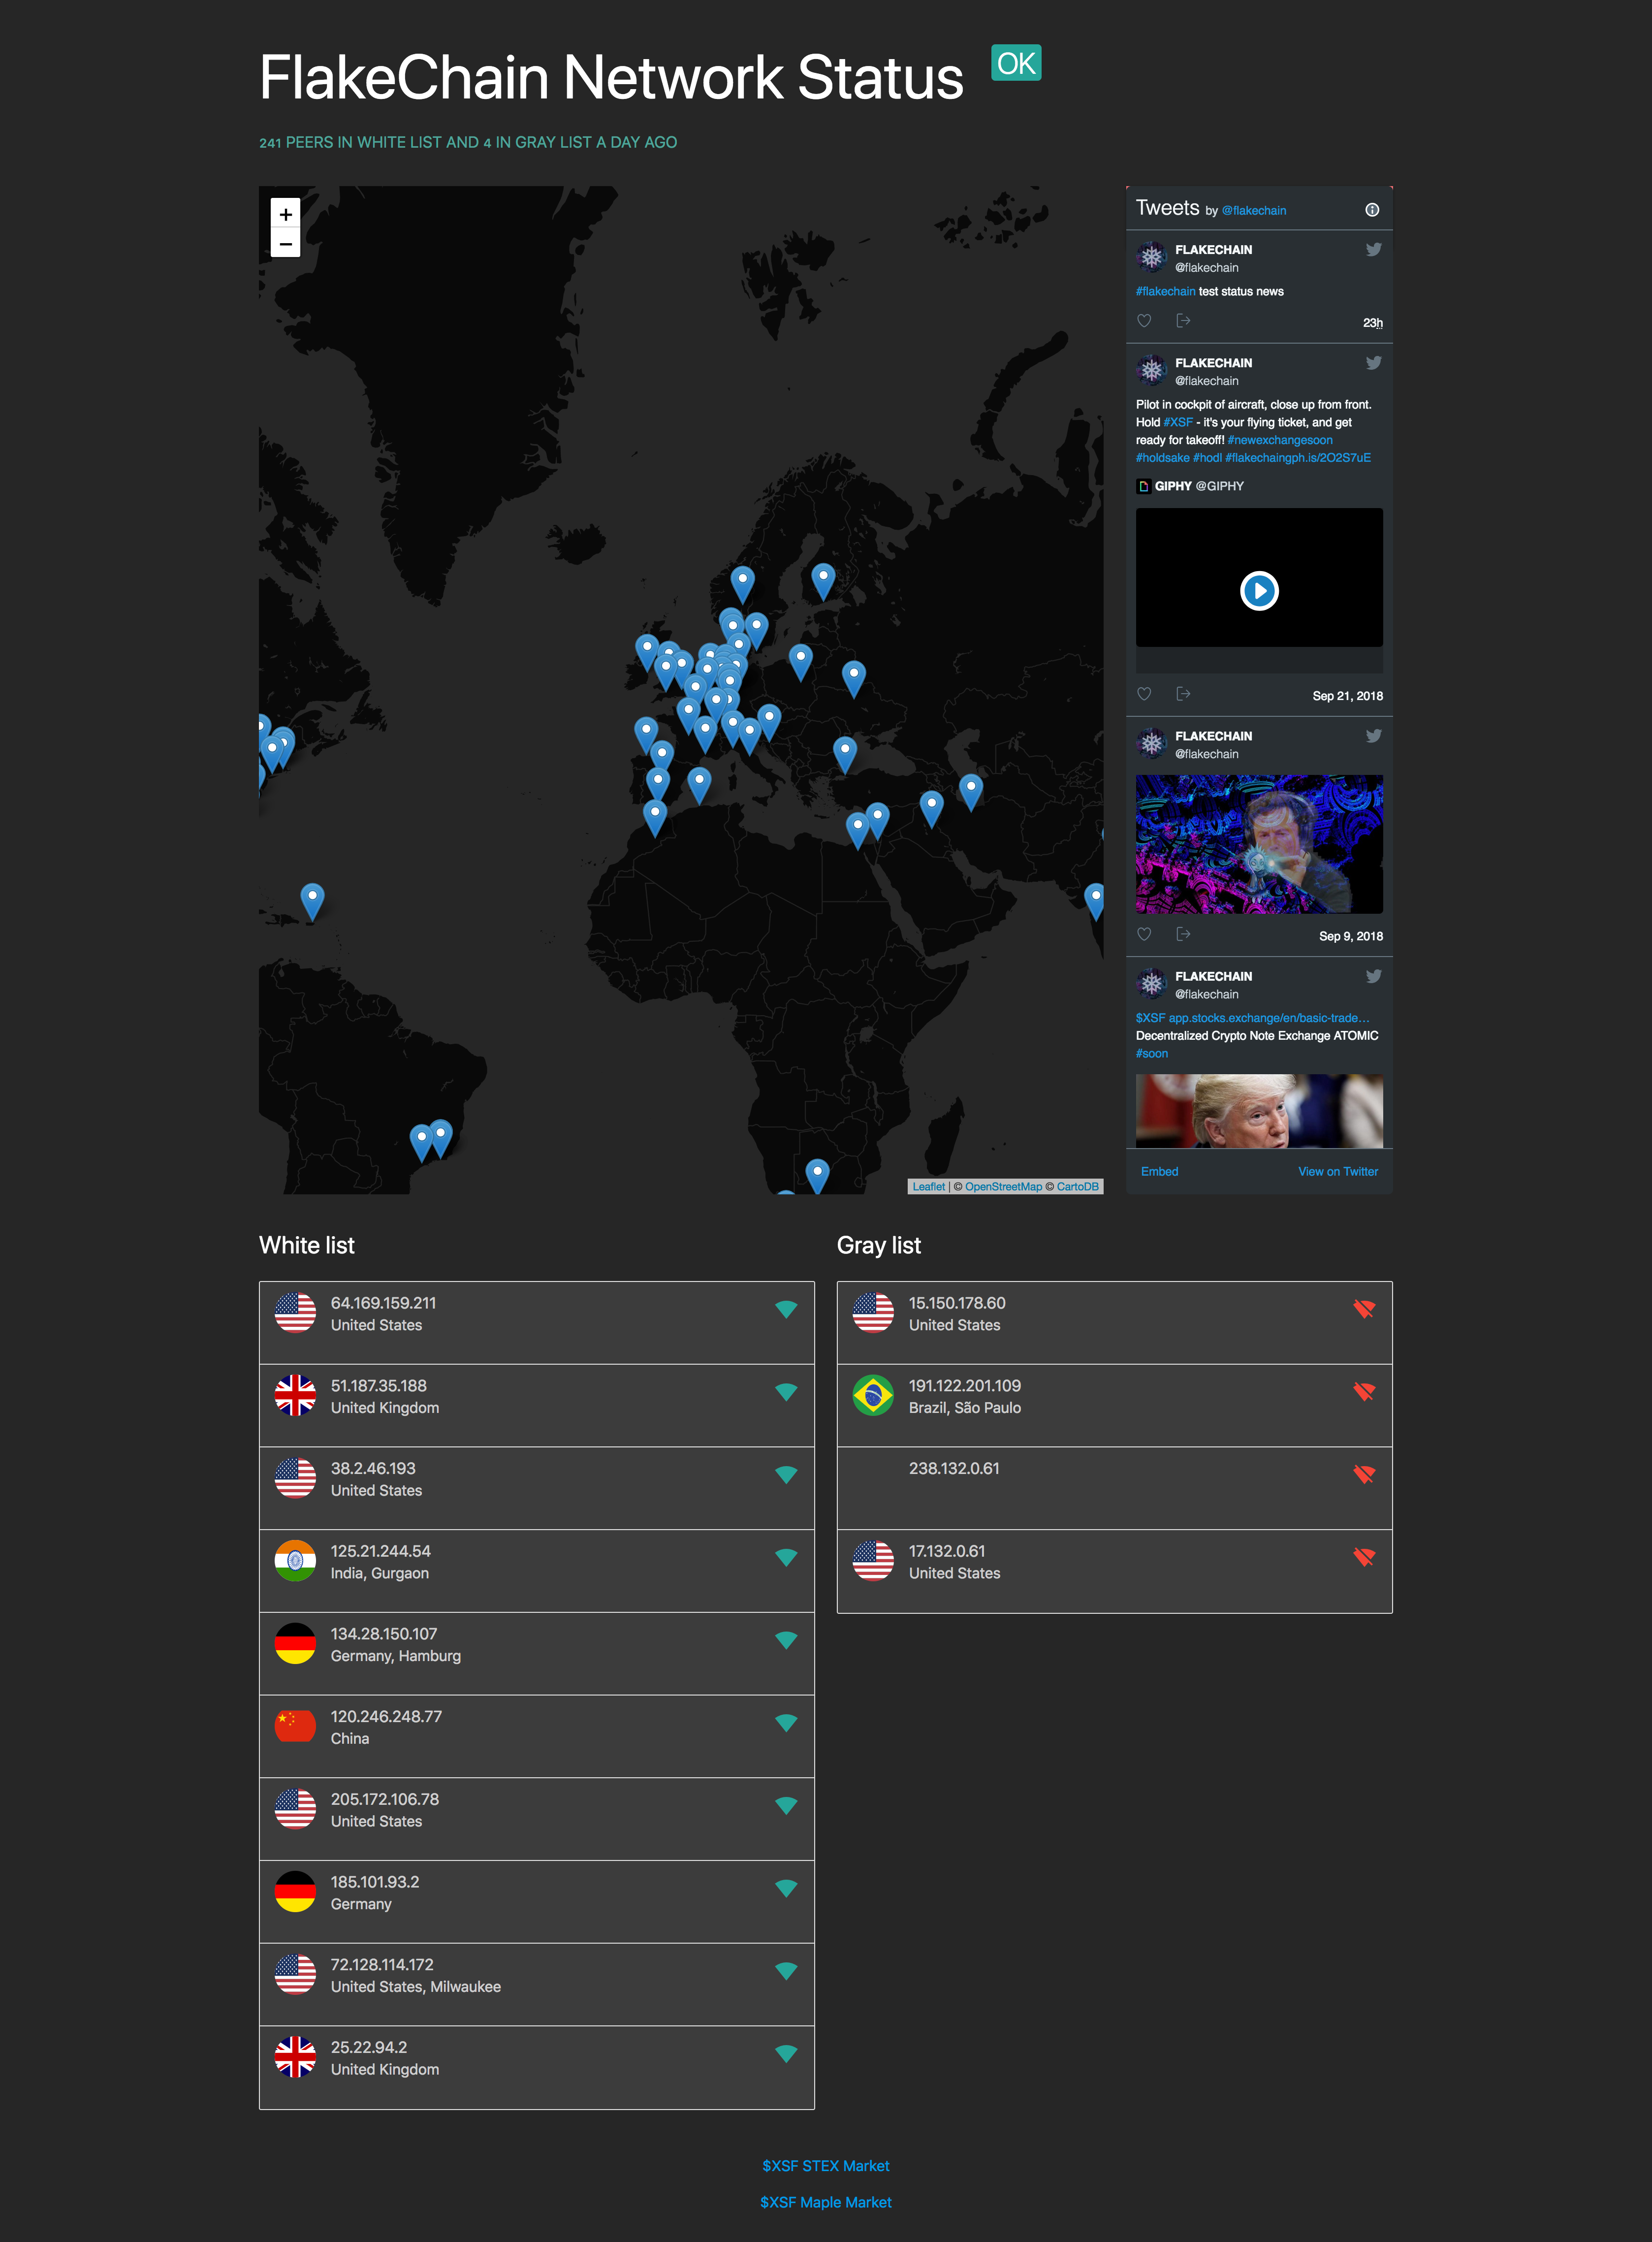 FlakeChain Network Status OK
241 PEERS IN WHITE LIST AND 4 IN GRAY LIST A DAY AGO
+
−
Leaflet | © OpenStreetMap © CartoDB
Tweets by @flakechain
FLAKECHAIN
@flakechain
#flakechain test status news
23h
FLAKECHAIN
@flakechain
Pilot in cockpit of aircraft, close up from front.
Hold #XSF - it's your flying ticket, and get
ready for takeoff! #newexchangesoon
#holdsake #hodl #flakechaingph.is/2O2S7uE
GIPHY @GIPHY
Sep 21, 2018
FLAKECHAIN
@flakechain
Sep 9, 2018
FLAKECHAIN
@flakechain
$XSF app.stocks.exchange/en/basic-trade…
Decentralized Crypto Note Exchange ATOMIC
#soon
Embed
View on Twitter
White list
64.169.159.211
United States
51.187.35.188
United Kingdom
38.2.46.193
United States
125.21.244.54
India, Gurgaon
134.28.150.107
Germany, Hamburg
120.246.248.77
China
205.172.106.78
United States
185.101.93.2
Germany
72.128.114.172
United States, Milwaukee
25.22.94.2
United Kingdom
Gray list
15.150.178.60
United States
191.122.201.109
Brazil, São Paulo
238.132.0.61
17.132.0.61
United States
$XSF STEX Market
$XSF Maple Market